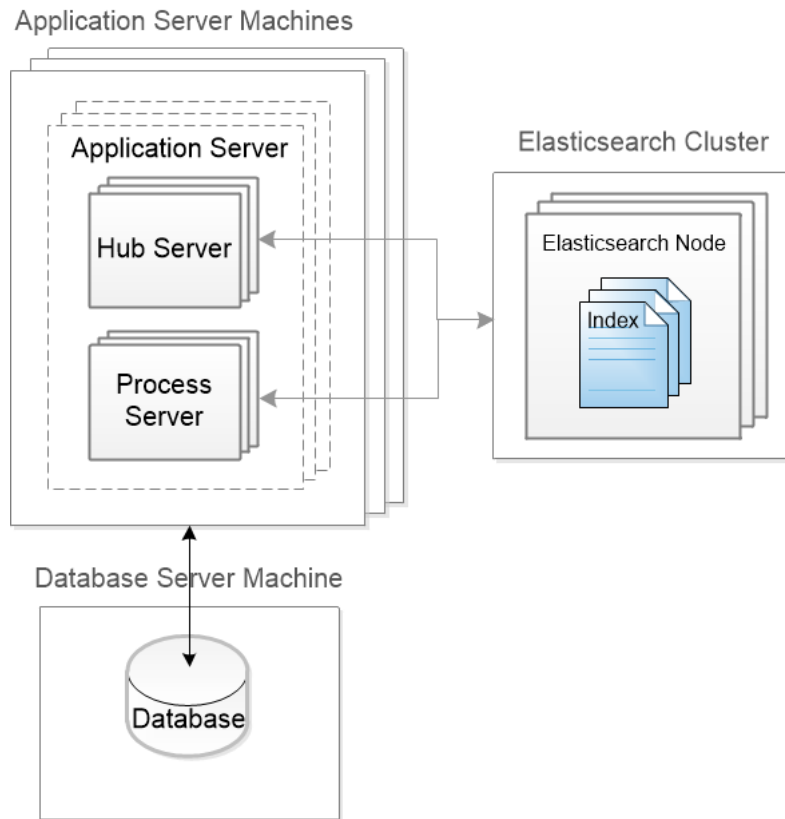 Application Server Machines
Application Server
Hub Server
Process
Server
Elasticsearch Cluster
Elasticsearch Node
Index
Database Server Machine
Database